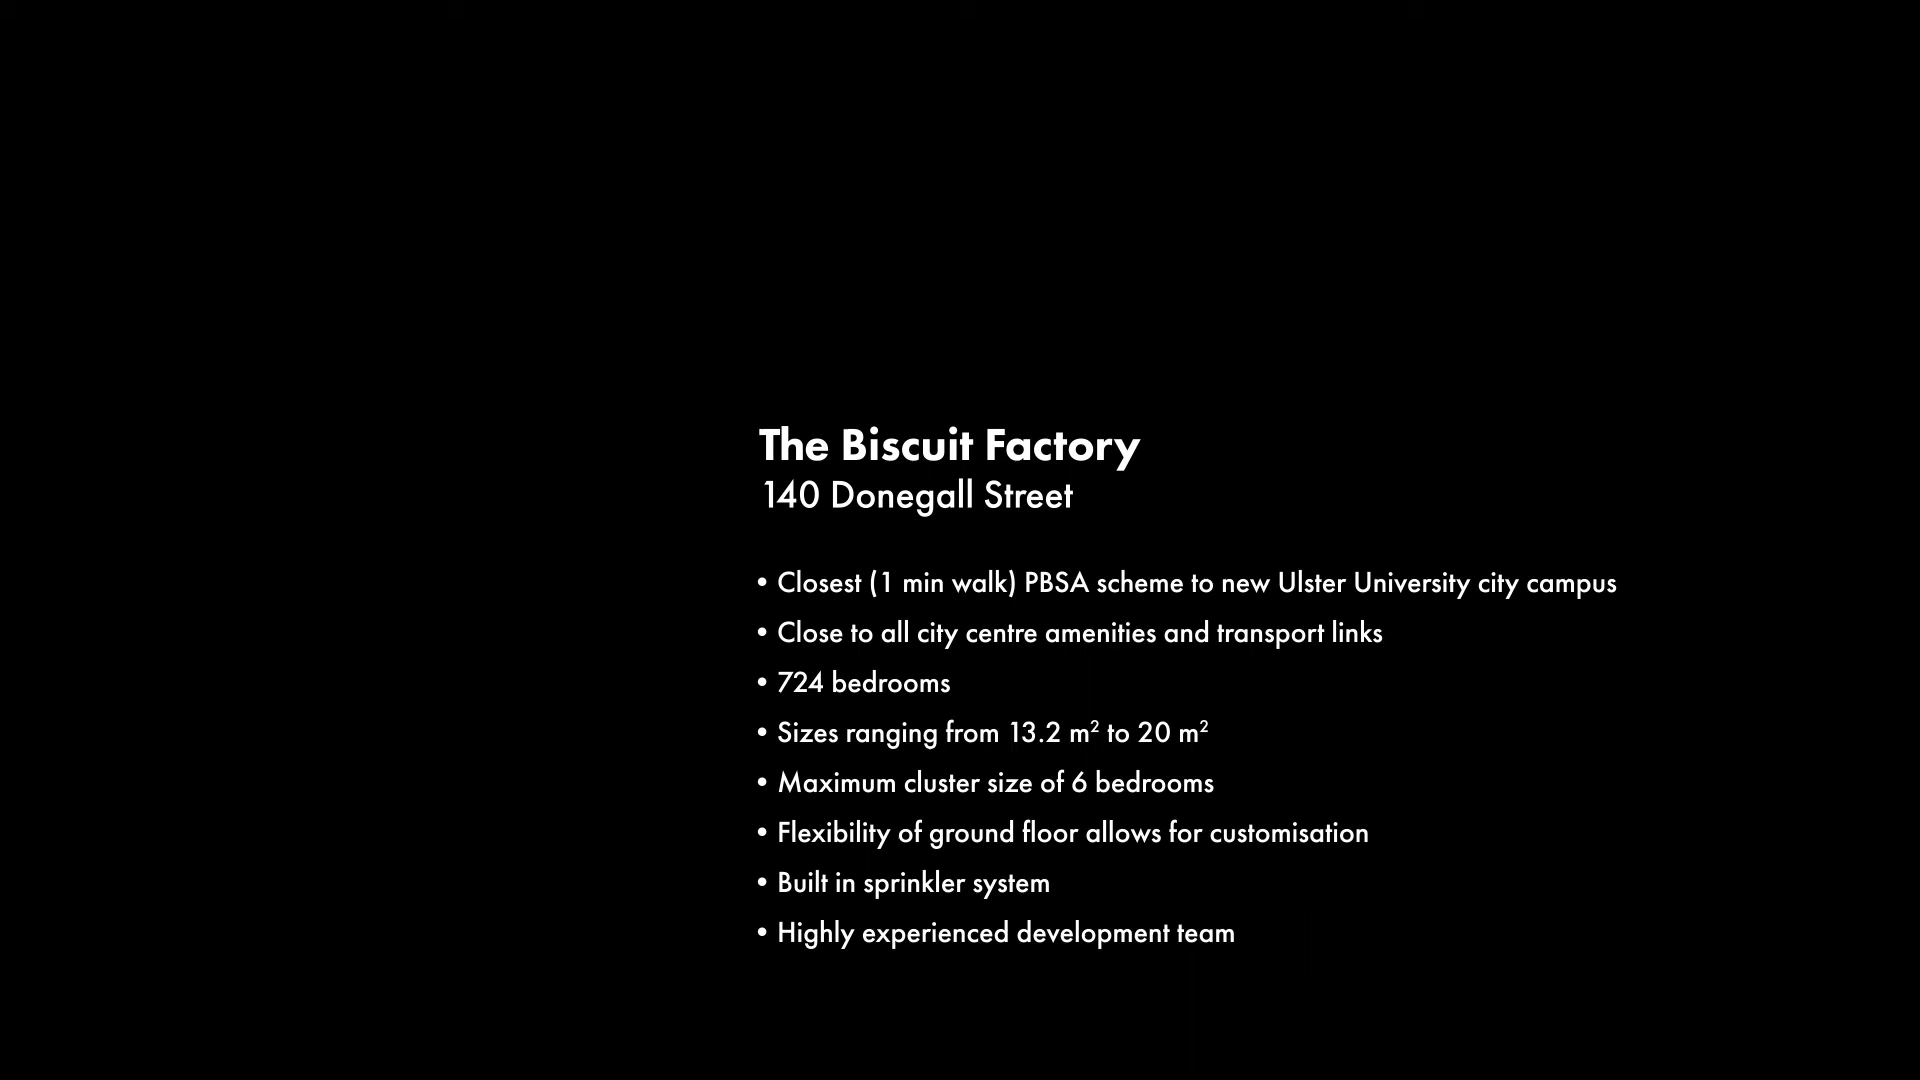 The Biscuit Factory
140 Donegall Street
• Closest (1 min walk) PBSA scheme to new Ulster University city campus
• Close to all city centre amenities and transport links
• 724 bedrooms
• Sizes ranging from 13.2 m² to 20 m²
• Maximum cluster size of 6 bedrooms
• Flexibility of ground floor allows for customisation
• Built in sprinkler system
• Highly experienced development team